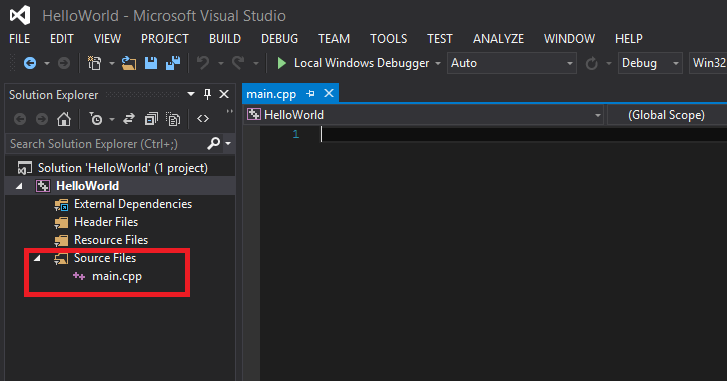 HelloWorld - Microsoft Visual Studio
FILE EDIT VIEW PROJECT BUILD DEBUG TEAM TOOLS TEST ANALYZE WINDOW HELP
Local Windows Debugger Auto Debug Win32
Solution Explorer
Search Solution Explorer (Ctrl+;)
Solution 'HelloWorld' (1 project)
HelloWorld
External Dependencies
Header Files
Resource Files
Source Files
main.cpp
main.cpp
HelloWorld (Global Scope)
1